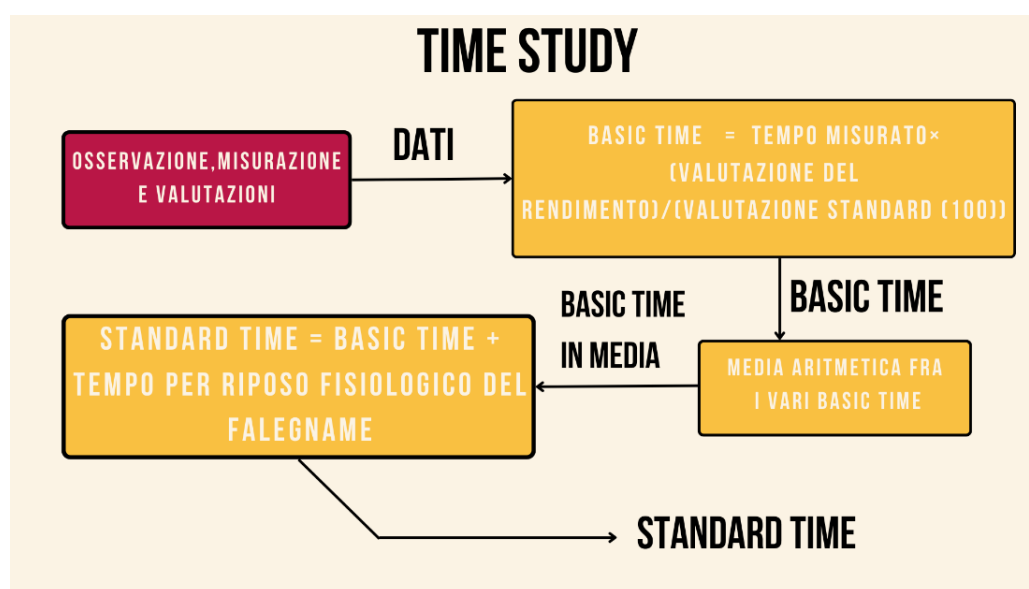 TIME STUDY
OSSERVAZIONE,MISURAZIONE
E VALUTAZIONI
DATI
BASIC TIME = TEMPO MISURATO×
(VALUTAZIONE DEL
RENDIMENTO)/(VALUTAZIONE STANDARD (100))
BASIC TIME
MEDIA ARITMETICA FRA
I VARI BASIC TIME
BASIC TIME
IN MEDIA
STANDARD TIME = BASIC TIME +
TEMPO PER RIPOSO FISIOLOGICO DEL
FALEGNAME
STANDARD TIME